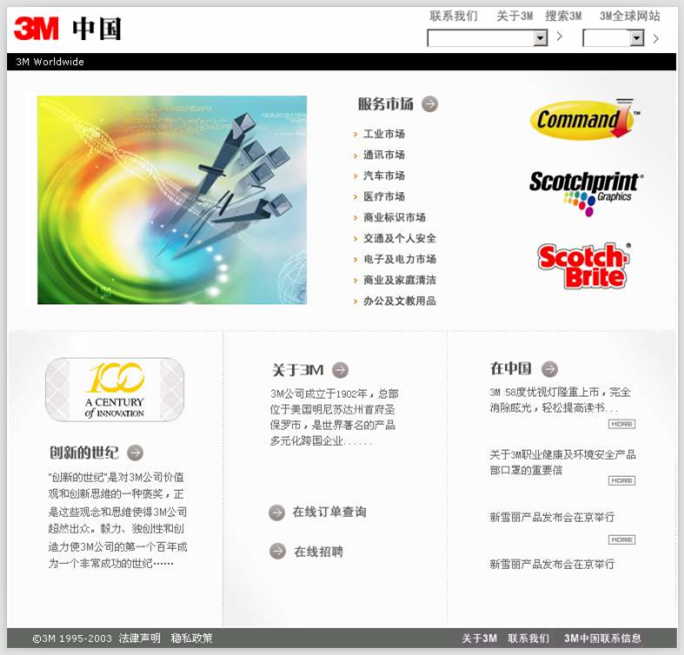 3M 中国
联系我们 关于3M 搜索3M 3M全球网站
3M Worldwide
服务市场
工业市场
通讯市场
汽车市场
医疗市场
商业标识市场
交通及个人安全
电子及电力市场
商业及家庭清洁
办公及文教用品
Command™
Scotchprint®
Graphics
Scotch-
Brite®
100
A CENTURY
of INNOVATION
创新的世纪
"创新的世纪"是对3M公司价值
观和创新思维的一种褒奖，正
是这些观念和思维使得3M公司
超然出众。毅力、独创性和创
造力使3M公司的第一个百年成
为一个非常成功的世纪……
关于3M
3M公司成立于1902年，总部
位于美国明尼苏达州首府圣
保罗市，是世界著名的产品
多元化跨国企业......
在线订单查询
在线招聘
在中国
3M 58度优视灯隆重上市，完全
消除眩光，轻松提高读书...
MORE
关于3M职业健康及环境安全产品
部口罩的重要信
MORE
新雪丽产品发布会在京举行
MORE
新雪丽产品发布会在京举行
©3M 1995-2003 法律声明 隐私政策
关于3M 联系我们 3M中国联系信息